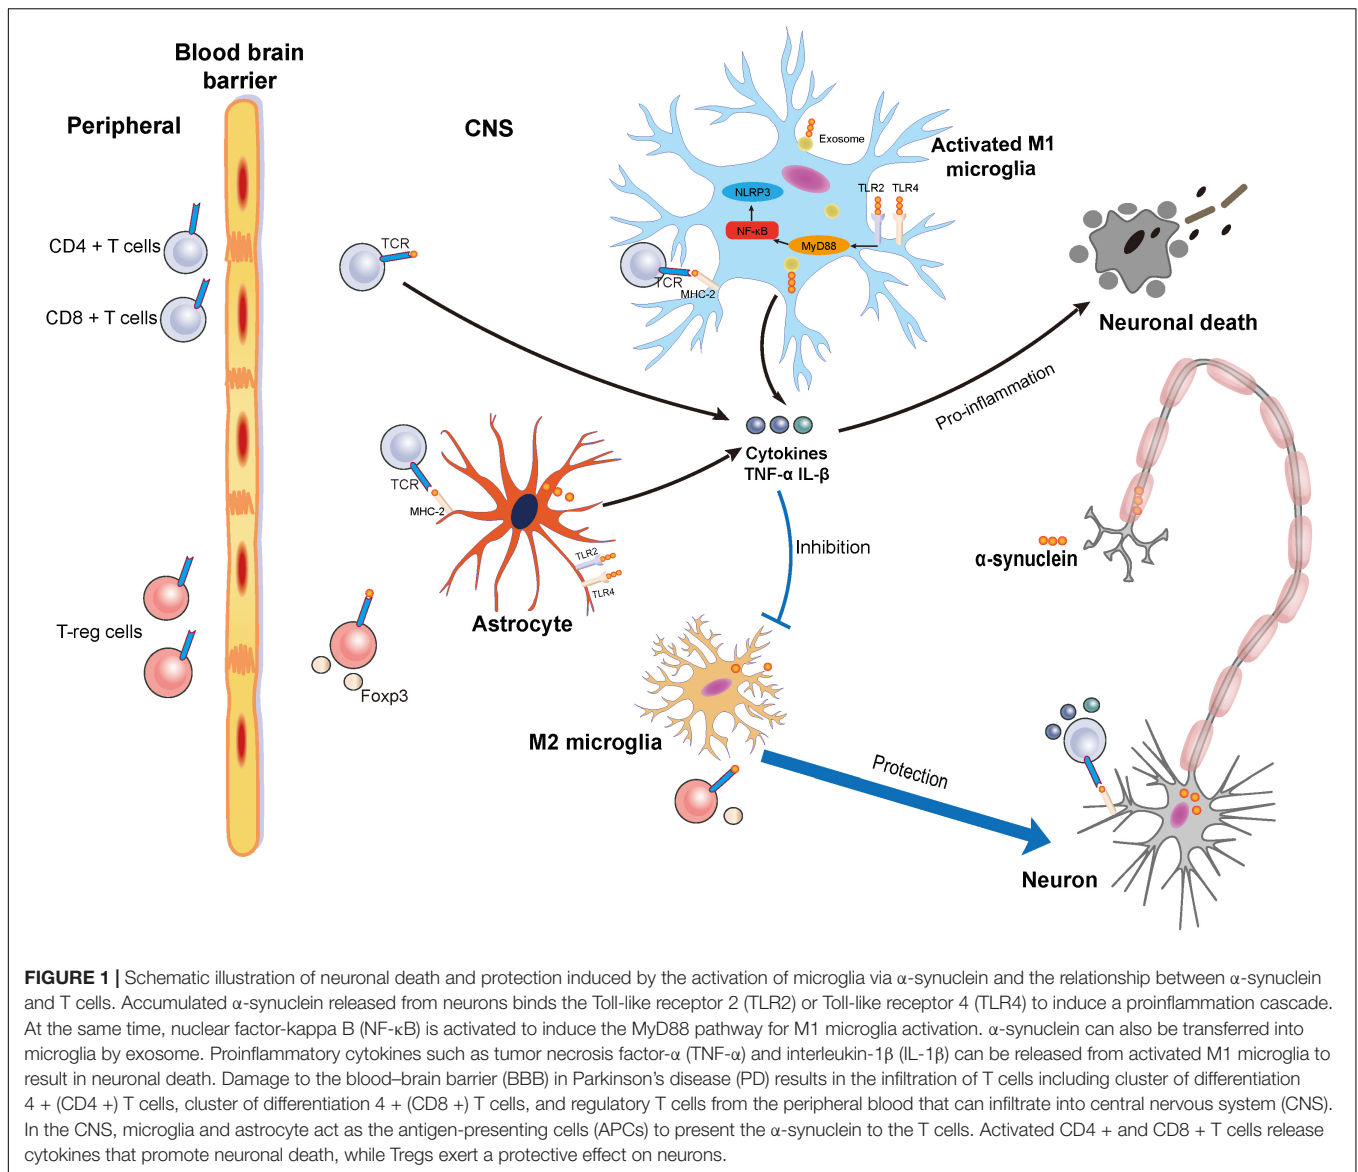 Blood brain
barrier
Peripheral
CNS
Exosome
Activated M1
microglia
NLRP3
TLR2
TLR4
NF-κB
MyD88
TCR
MHC-2
CD4 + T cells
TCR
CD8 + T cells
Neuronal death
Pro-inflammation
Cytokines
TNF-α IL-β
TCR
MHC-2
Inhibition
TLR2
TLR4
α-synuclein
Astrocyte
T-reg cells
Foxp3
M2 microglia
Protection
Neuron
FIGURE 1 | Schematic illustration of neuronal death and protection induced by the activation of microglia via α-synuclein and the relationship between α-synuclein
and T cells. Accumulated α-synuclein released from neurons binds the Toll-like receptor 2 (TLR2) or Toll-like receptor 4 (TLR4) to induce a proinflammation cascade.
At the same time, nuclear factor-kappa B (NF-κB) is activated to induce the MyD88 pathway for M1 microglia activation. α-synuclein can also be transferred into
microglia by exosome. Proinflammatory cytokines such as tumor necrosis factor-α (TNF-α) and interleukin-1β (IL-1β) can be released from activated M1 microglia to
result in neuronal death. Damage to the blood–brain barrier (BBB) in Parkinson's disease (PD) results in the infiltration of T cells including cluster of differentiation
4 + (CD4 +) T cells, cluster of differentiation 4 + (CD8 +) T cells, and regulatory T cells from the peripheral blood that can infiltrate into central nervous system (CNS).
In the CNS, microglia and astrocyte act as the antigen-presenting cells (APCs) to present the α-synuclein to the T cells. Activated CD4 + and CD8 + T cells release
cytokines that promote neuronal death, while Tregs exert a protective effect on neurons.